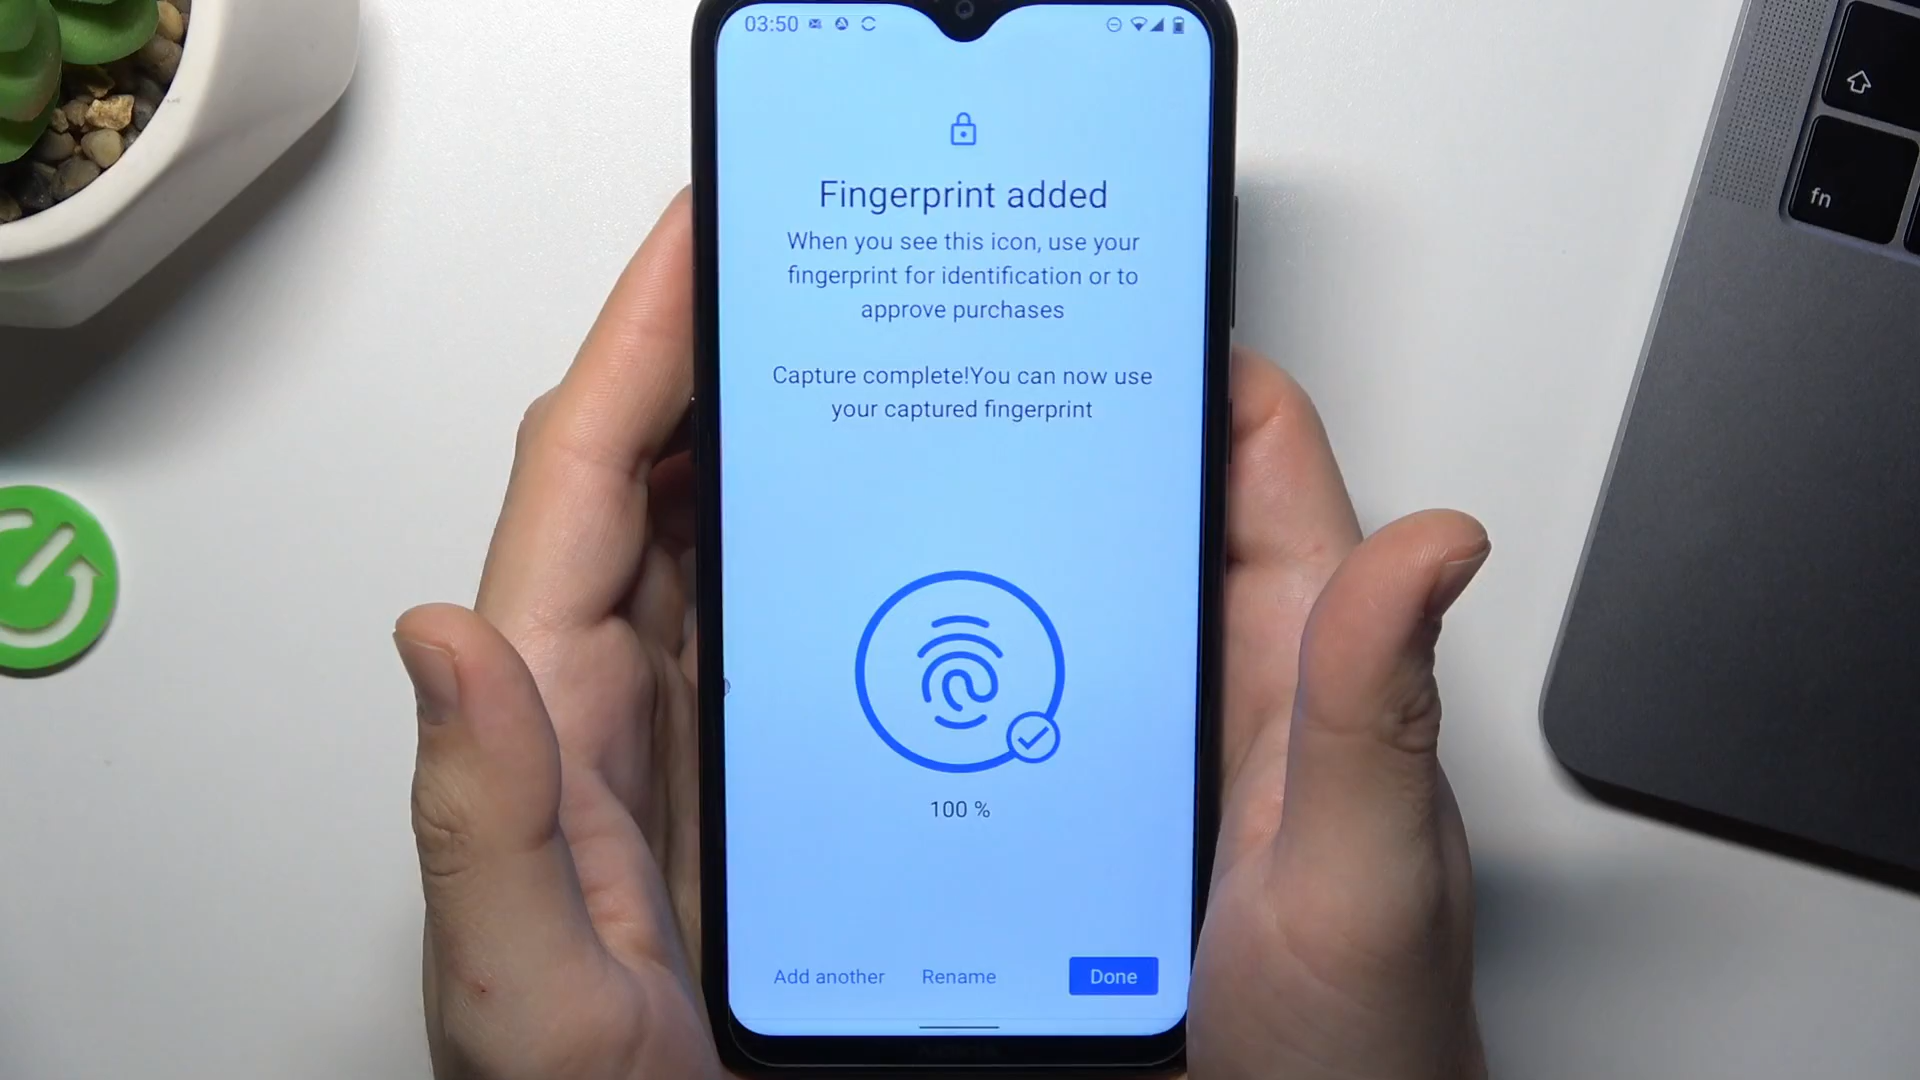 03:50
Fingerprint added
When you see this icon, use your
fingerprint for identification or to
approve purchases
Capture complete!You can now use
your captured fingerprint
100 %
Add another
Rename
Done
fn